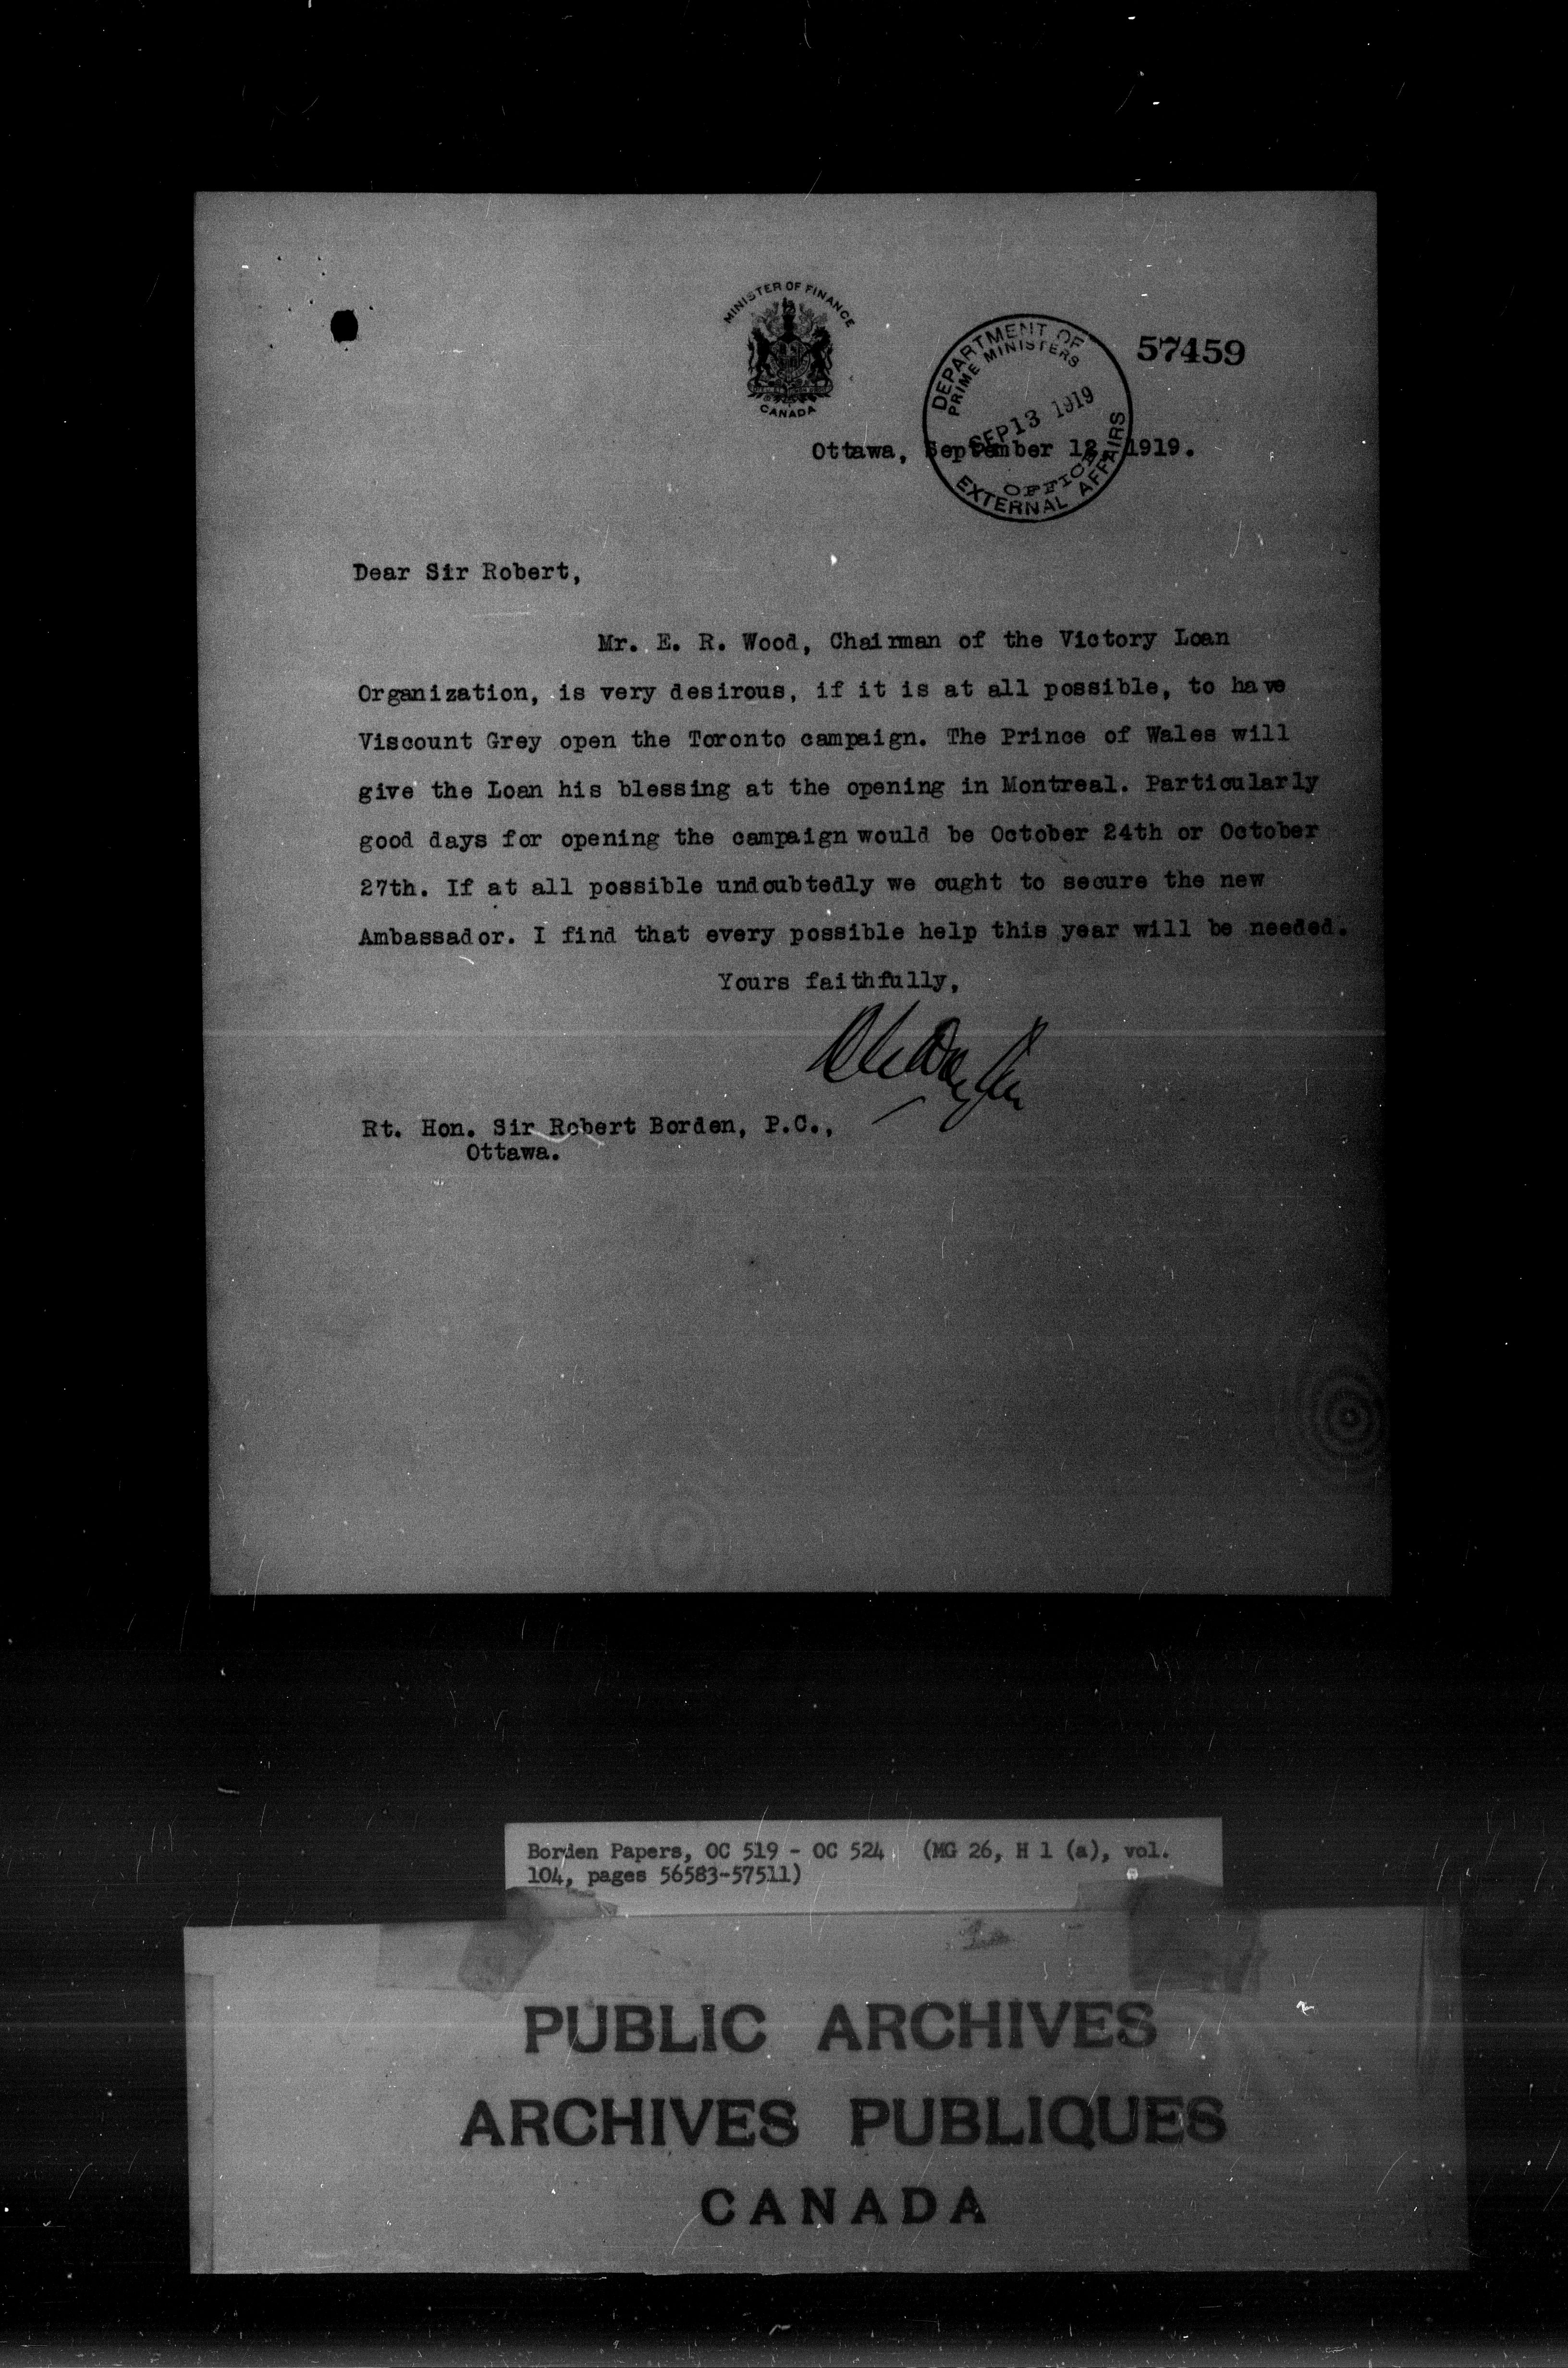 MINISTER OF FINANCE
CANADA
DEPARTMENT OF
PRIME MINISTERS
SEP 13 1919
OFFICE
EXTERNAL AFFAIRS
57459
Ottawa, September 12, 1919.
Dear Sir Robert,
Mr. E. R. Wood, Chairman of the Victory Loan
Organization, is very desirous, if it is at all possible, to have
Viscount Grey open the Toronto campaign. The Prince of Wales will
give the Loan his blessing at the opening in Montreal. Particularly
good days for opening the campaign would be October 24th or October
27th. If at all possible undoubtedly we ought to secure the new
Ambassador. I find that every possible help this year will be needed.
Yours faithfully,
Rt. Hon. Sir Robert Borden, P.C.,
Ottawa.
Borden Papers, OC 519 - OC 524 (MG 26, H 1 (a), vol.
104, pages 56583-57511)
PUBLIC ARCHIVES
ARCHIVES PUBLIQUES
CANADA